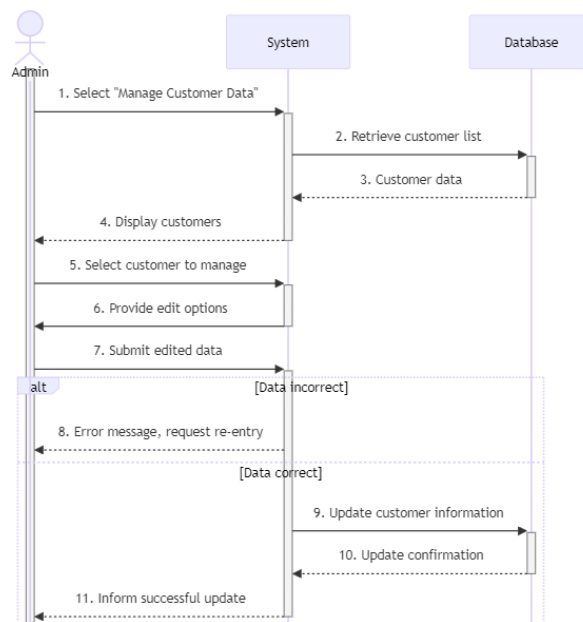 System
Database
Admin
1. Select "Manage Customer Data"
2. Retrieve customer list
3. Customer data
4. Display customers
5. Select customer to manage
6. Provide edit options
7. Submit edited data
alt
[Data incorrect]
8. Error message, request re-entry
[Data correct]
9. Update customer information
10. Update confirmation
11. Inform successful update